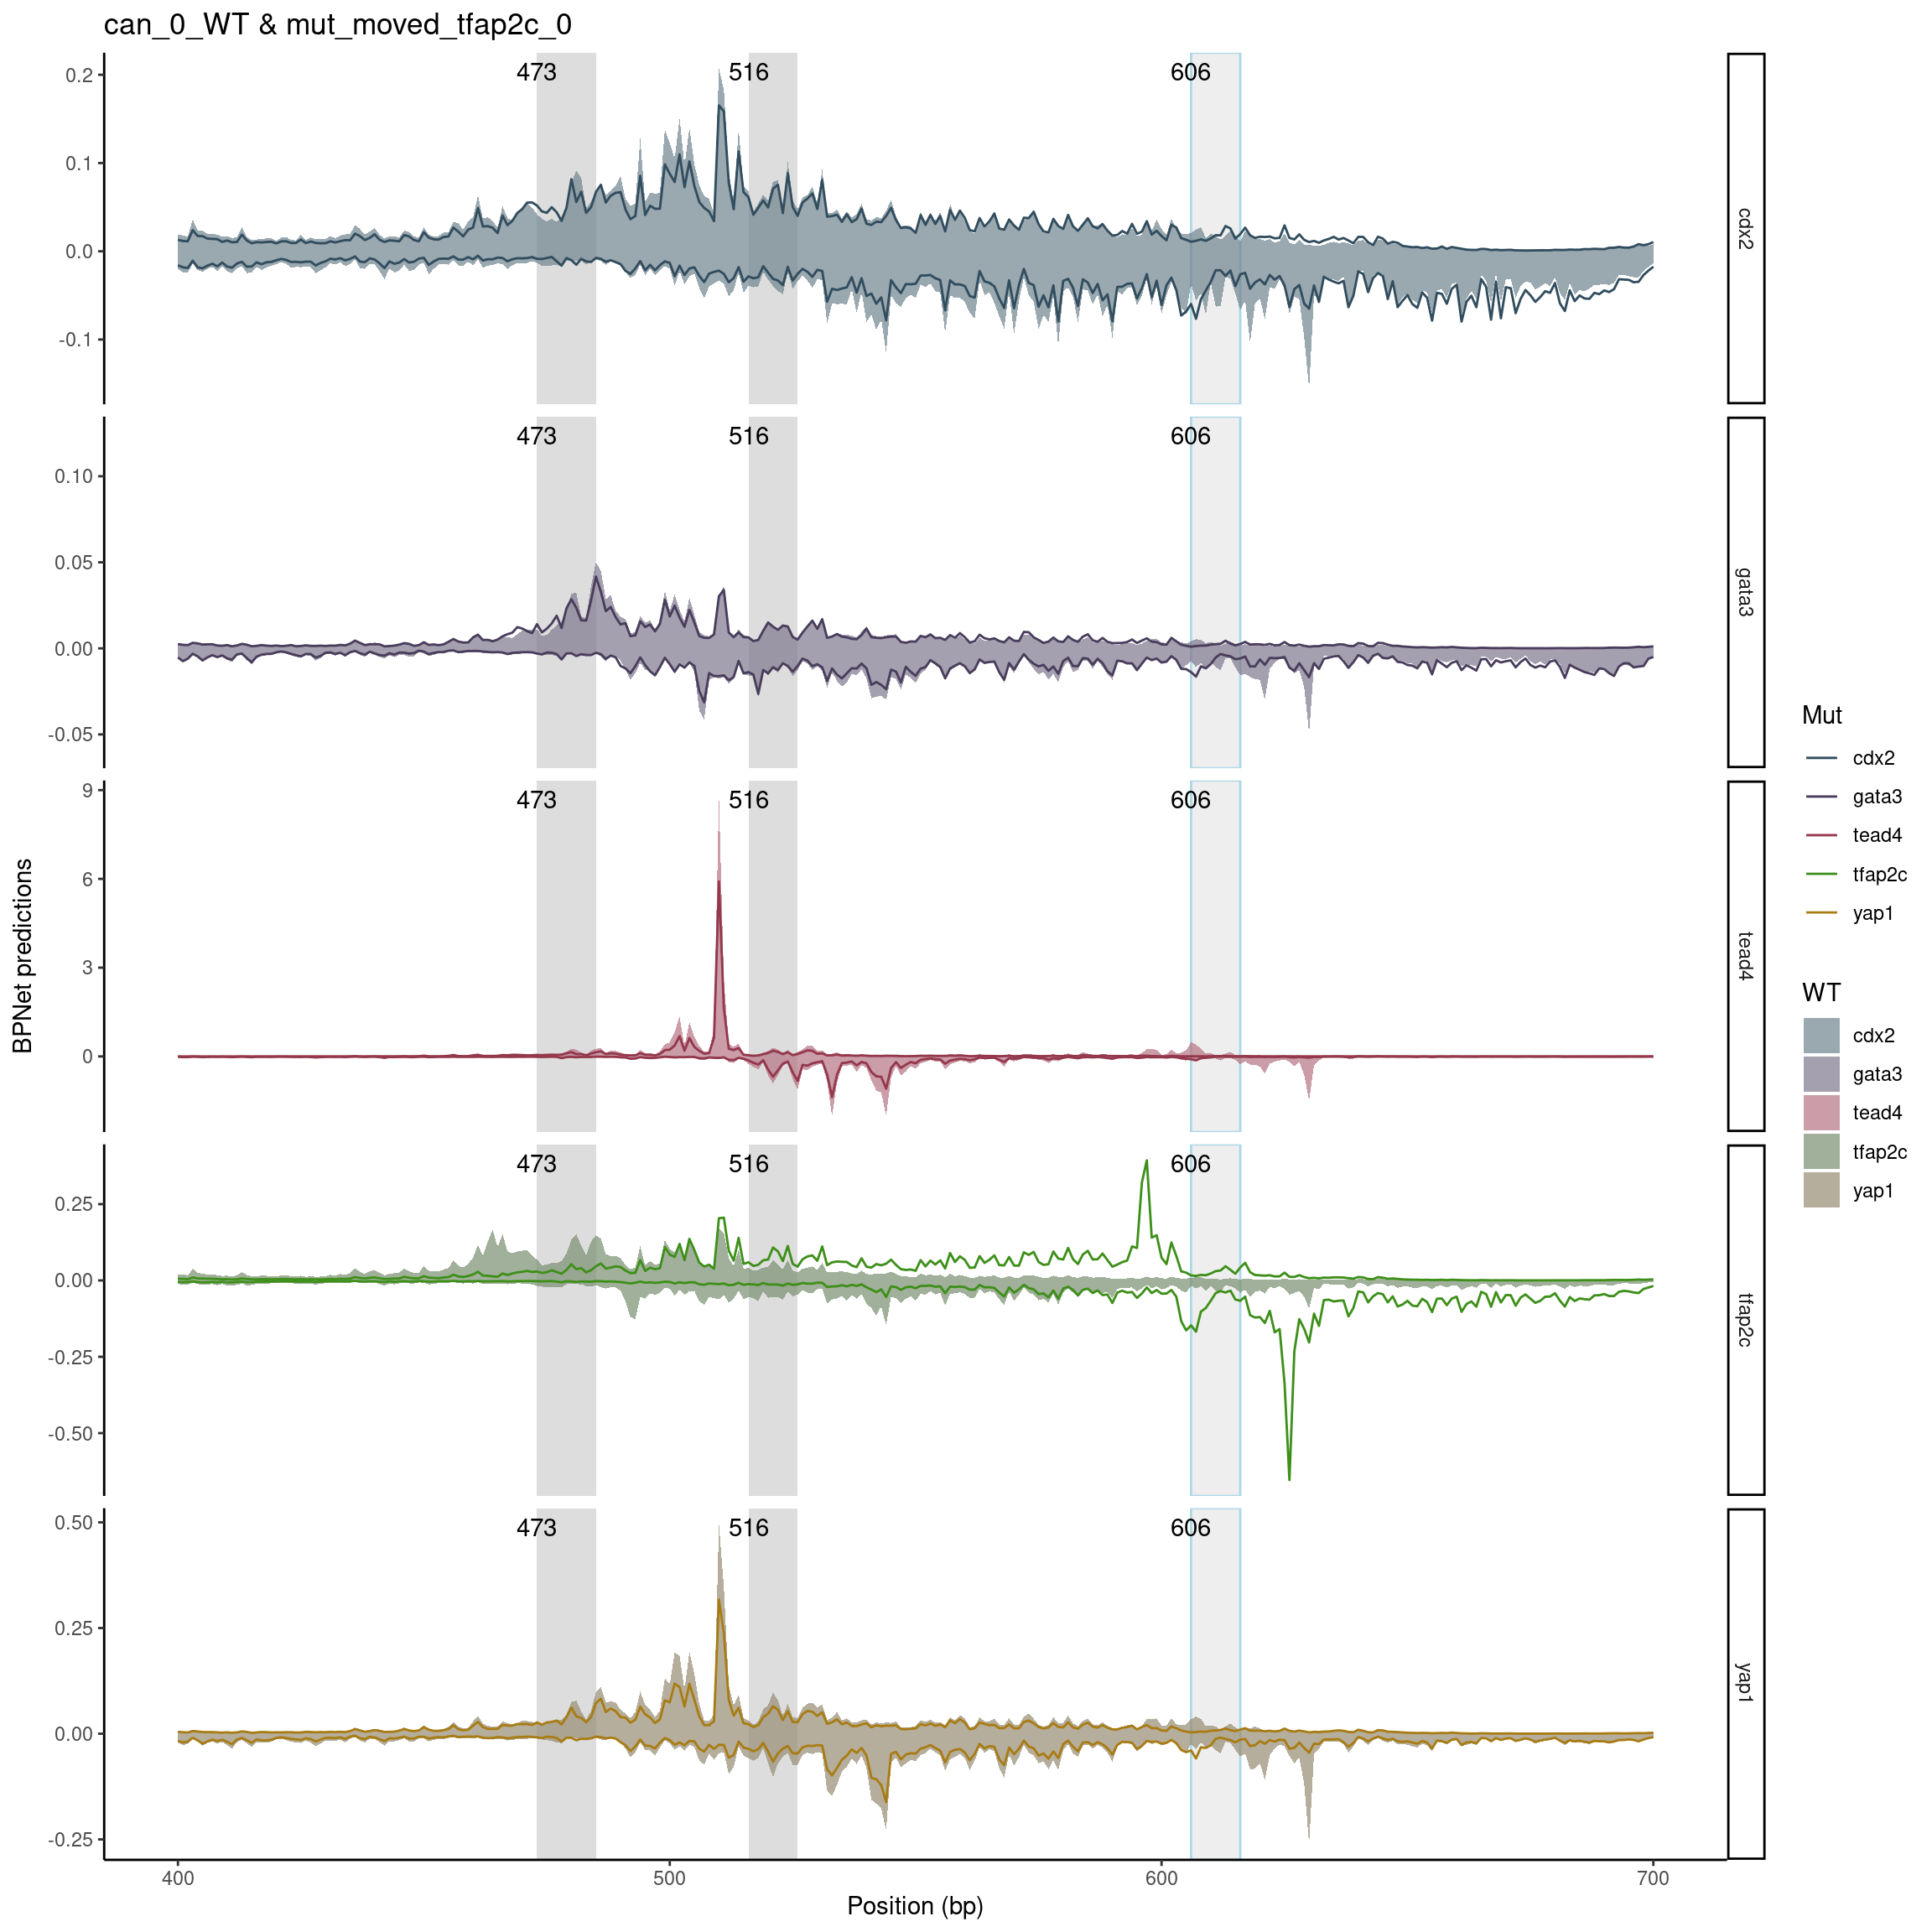 can_0_WT & mut_moved_tfap2c_0
473 516 606
0.2
0.1
0.0
-0.1
cdx2
473 516 606
0.10
0.05
0.00
-0.05
gata3
473 516 606
9
6
3
0
tead4
473 516 606
0.25
0.00
-0.25
-0.50
tfap2c
473 516 606
0.50
0.25
0.00
-0.25
yap1
400 500 600 700
Position (bp)
BPNet predictions
Mut
cdx2
gata3
tead4
tfap2c
yap1
WT
cdx2
gata3
tead4
tfap2c
yap1